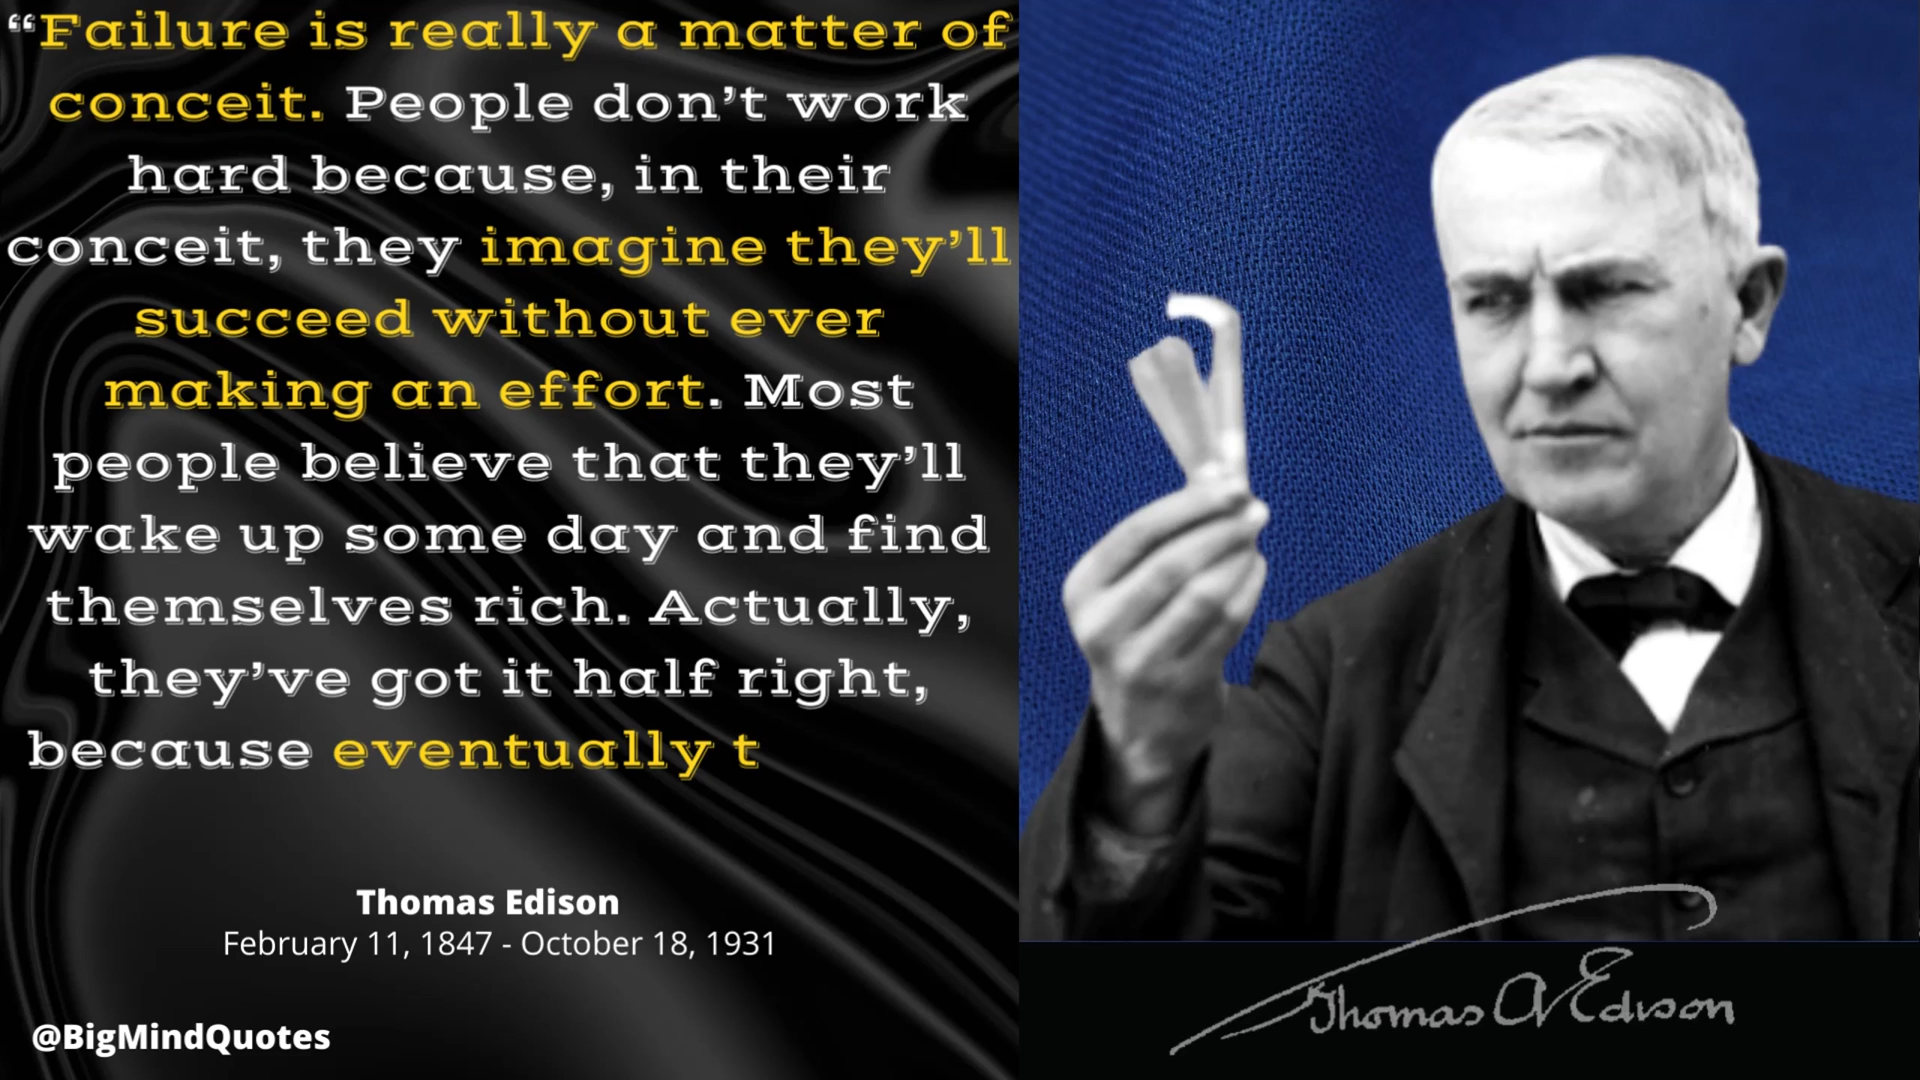 “Failure is really a matter of
conceit. People don’t work
hard because, in their
conceit, they imagine they’ll
succeed without ever
making an effort. Most
people believe that they’ll
wake up some day and find
themselves rich. Actually,
they’ve got it half right,
because eventually t
Thomas Edison
February 11, 1847 - October 18, 1931
@BigMindQuotes
Thomas A Edison